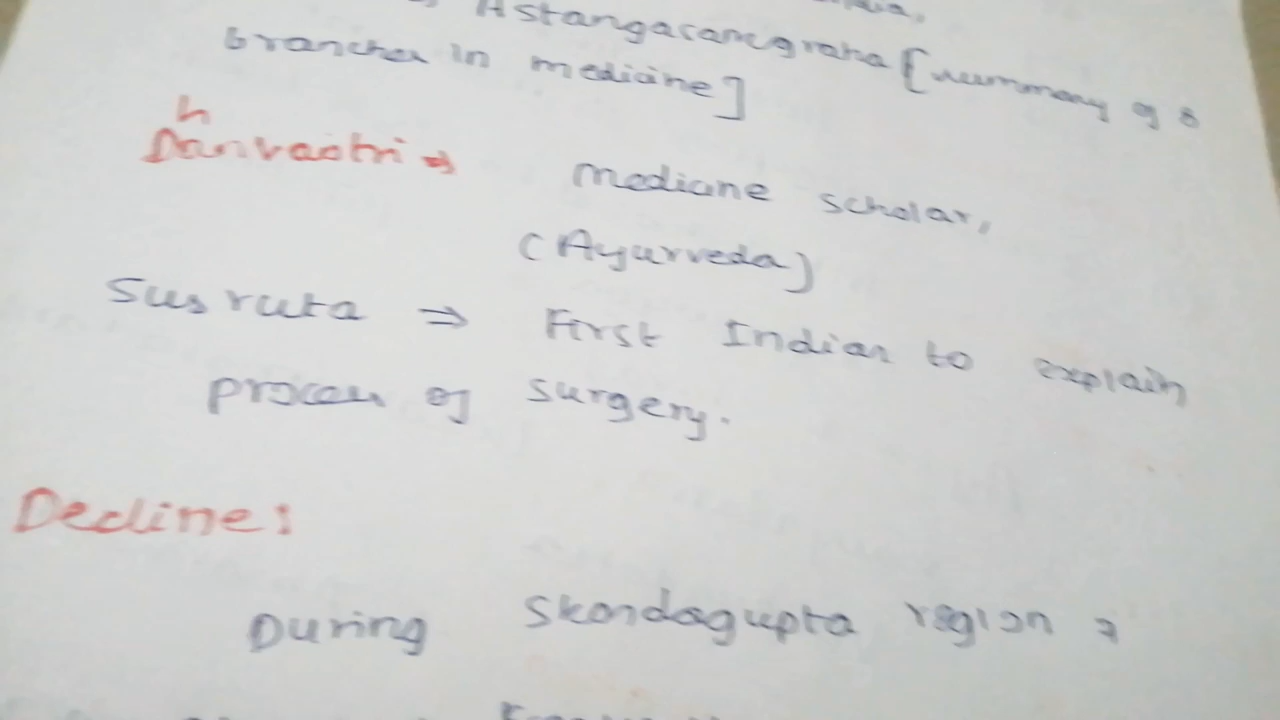 Astangasamgraha [summary of 8
branches in medicine]
h
Danvantri ⇒ medicine scholar,
(Ayurveda)
Susruta ⇒ First Indian to explain
process of surgery.
Decline:
During Skandagupta region